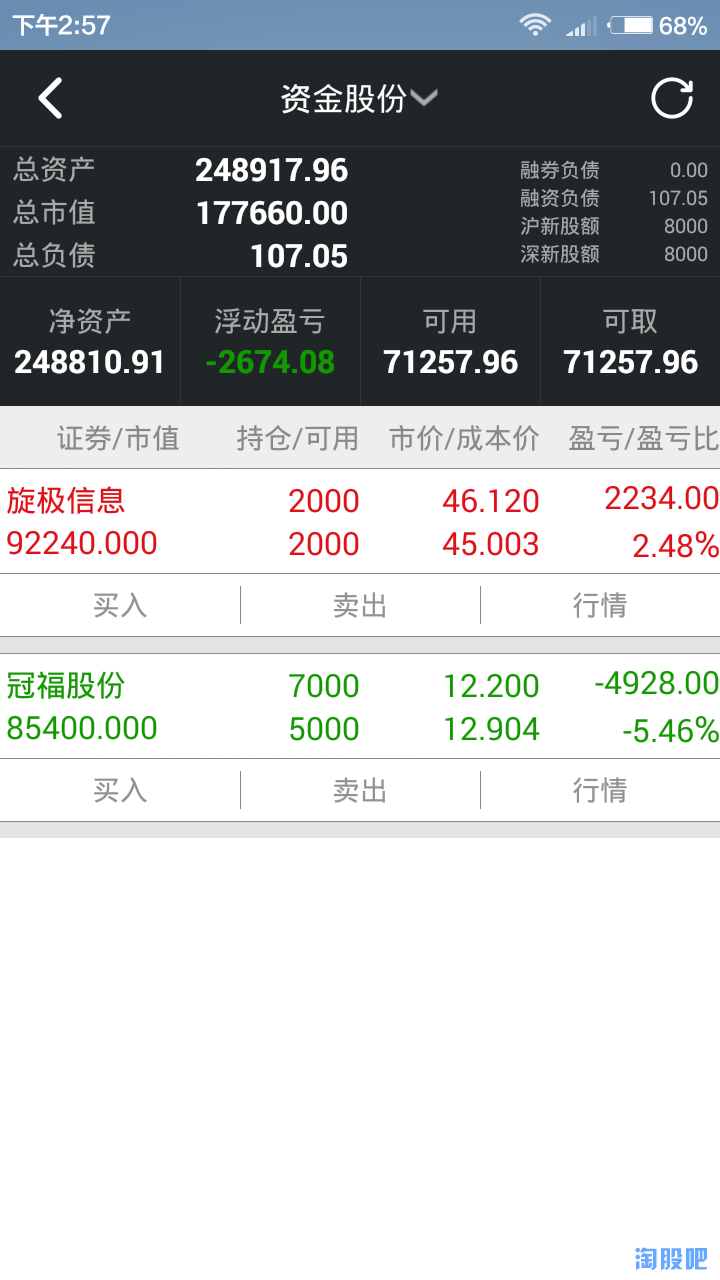 下午2:57 68%
资金股份
总资产 248917.96 融券负债 0.00
融资负债 107.05
总市值 177660.00 沪新股额 8000
总负债 107.05 深新股额 8000
净资产 浮动盈亏 可用 可取
248810.91 -2674.08 71257.96 71257.96
证券/市值 持仓/可用 市价/成本价 盈亏/盈亏比
旋极信息 2000 46.120 2234.00
92240.000 2000 45.003 2.48%
买入 卖出 行情
冠福股份 7000 12.200 -4928.00
85400.000 5000 12.904 -5.46%
买入 卖出 行情
淘股吧